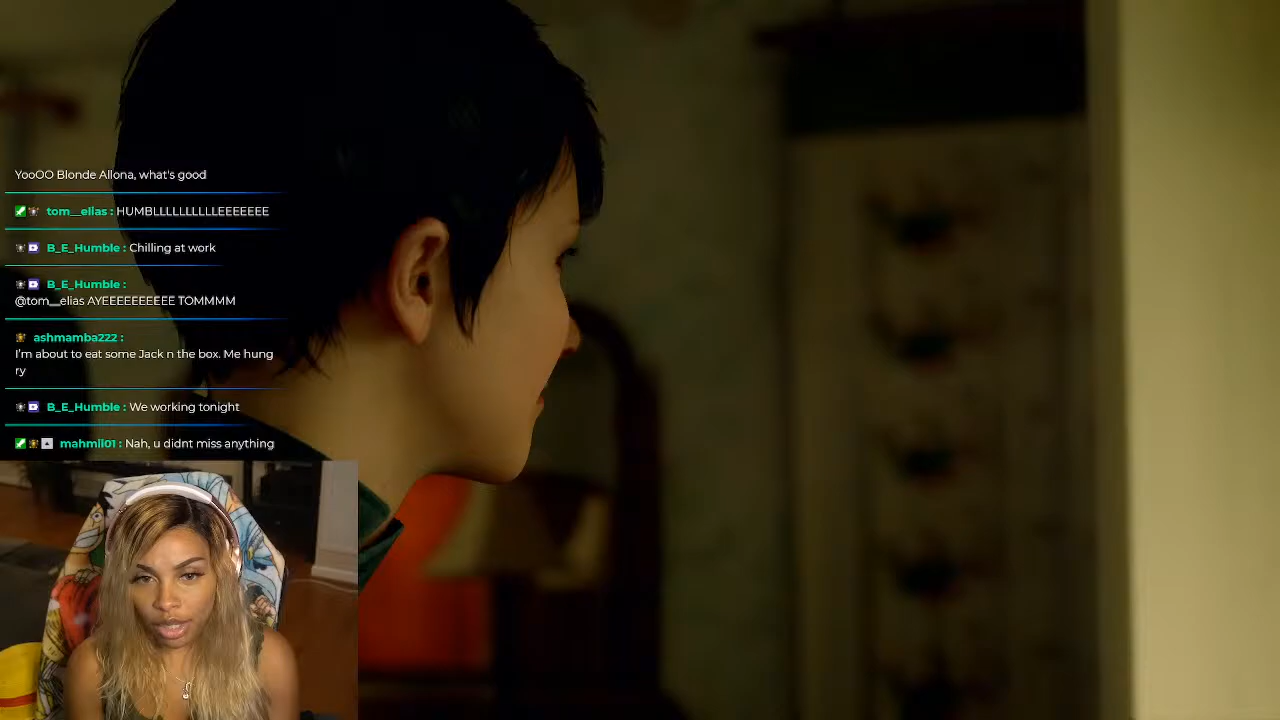 YooOO Blonde Allona, what's good
tom__elias : HUMBLLLLLLLLLLEEEEEEE
B_E_Humble : Chilling at work
B_E_Humble :
@tom__elias AYEEEEEEEEEE TOMMMM
ashmamba222 :
I'm about to eat some Jack n the box. Me hung
ry
B_E_Humble : We working tonight
mahmii01 : Nah, u didnt miss anything